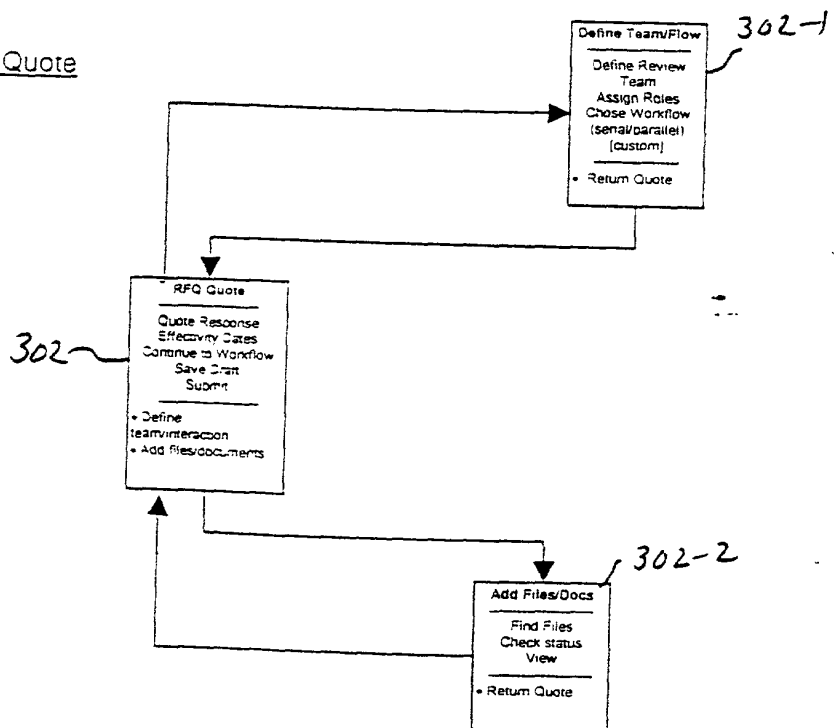 Quote
Define Team/Flow
302-1
Define Review
Team
Assign Roles
Chose Workflow
(serial/parallel)
[custom]
• Return Quote
RFQ Quote
302
Quote Response
Effectivity Dates
Continue to Workflow
Save Draft
Submit
• Define
team/interaction
• Add files/documents
302-2
Add Files/Docs
Find Files
Check status
View
• Return Quote